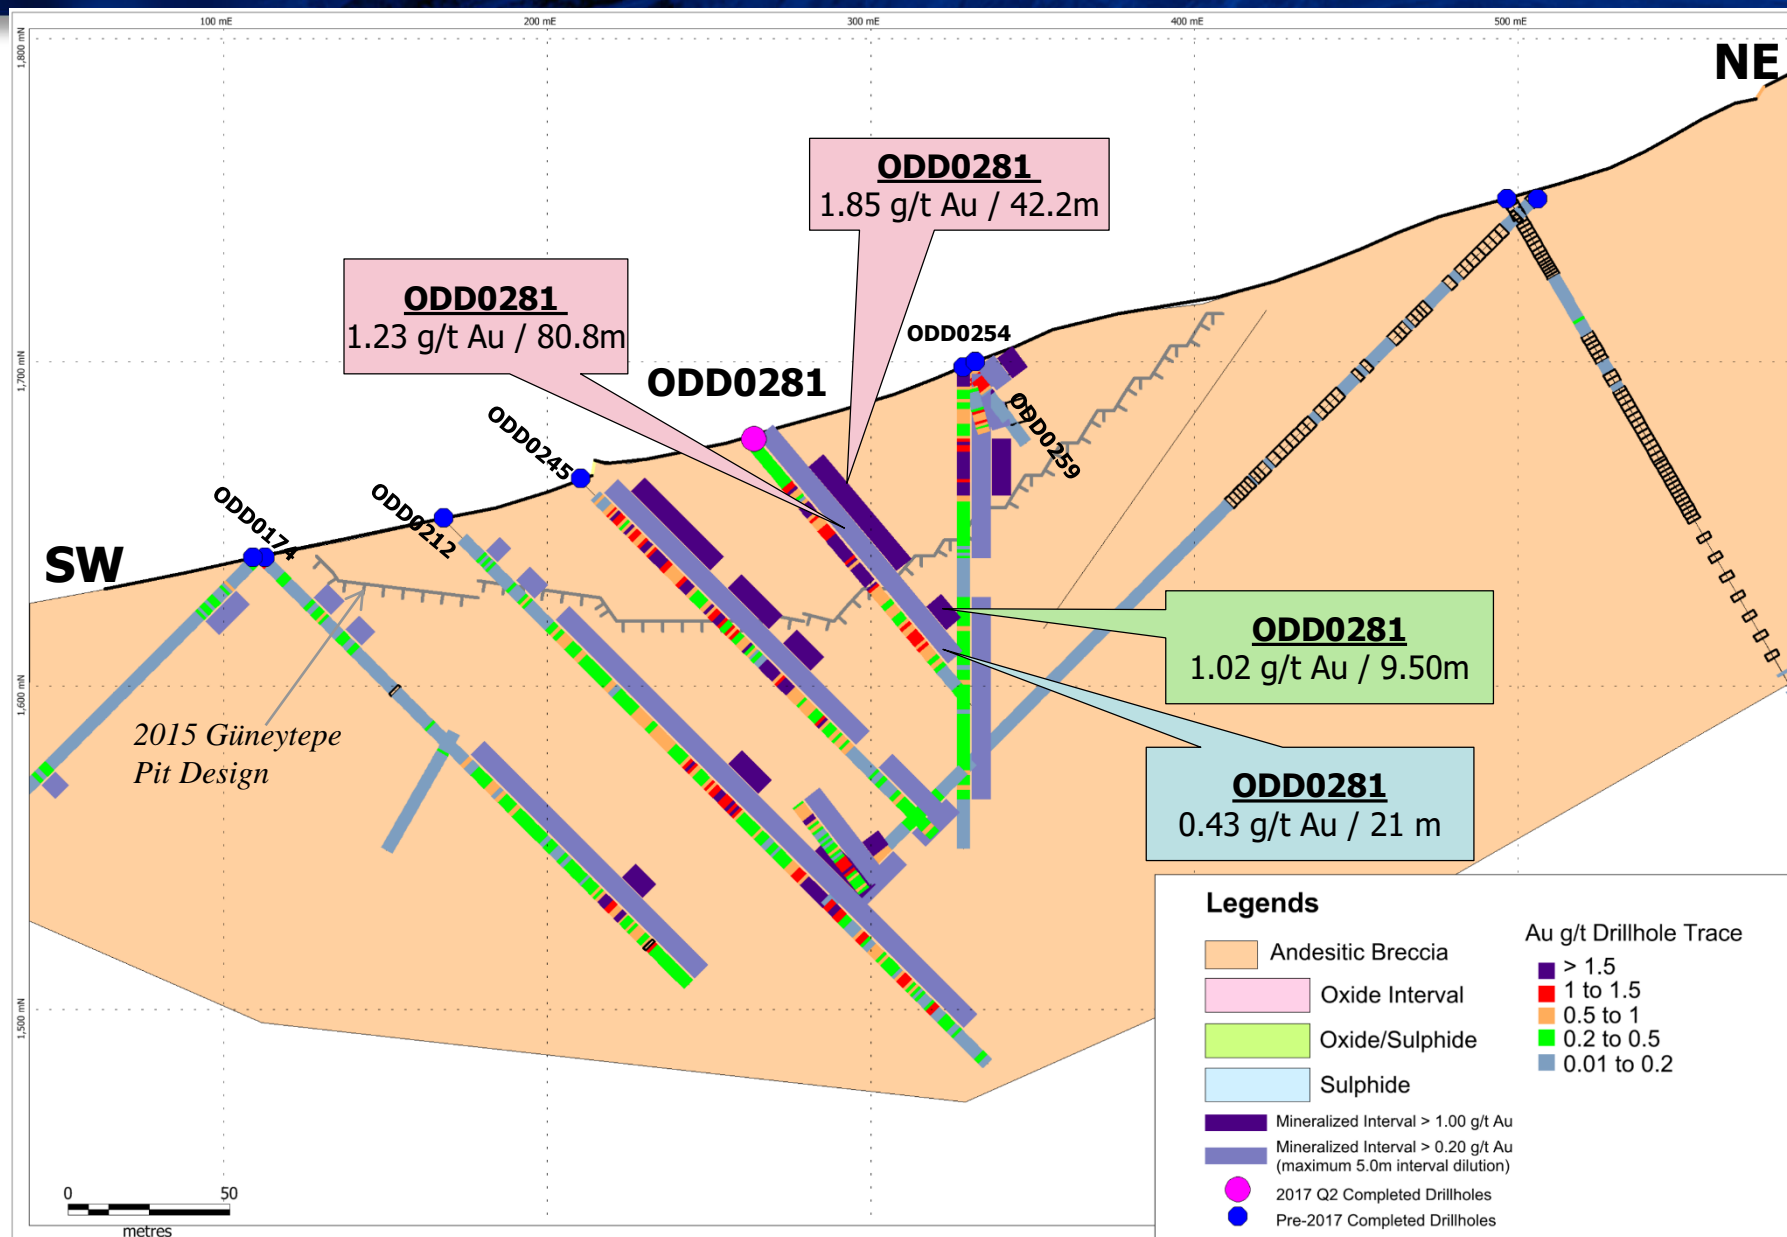 100 mE
200 mE
300 mE
400 mE
500 mE
1,800 mN
NE
ODD0281
1.85 g/t Au / 42.2m
ODD0281
1.23 g/t Au / 80.8m
ODD0254
1,700 mN
ODD0281
ODD0259
ODD0245
ODD0212
ODD0174
SW
ODD0281
1.02 g/t Au / 9.50m
1,600 mN
2015 Güneytepe
Pit Design
ODD0281
0.43 g/t Au / 21 m
1,500 mN
Legends
Andesitic Breccia
Oxide Interval
Oxide/Sulphide
Sulphide
Mineralized Interval > 1.00 g/t Au
Mineralized Interval > 0.20 g/t Au
(maximum 5.0m interval dilution)
2017 Q2 Completed Drillholes
Pre-2017 Completed Drillholes
Au g/t Drillhole Trace
> 1.5
1 to 1.5
0.5 to 1
0.2 to 0.5
0.01 to 0.2
0 50
metres